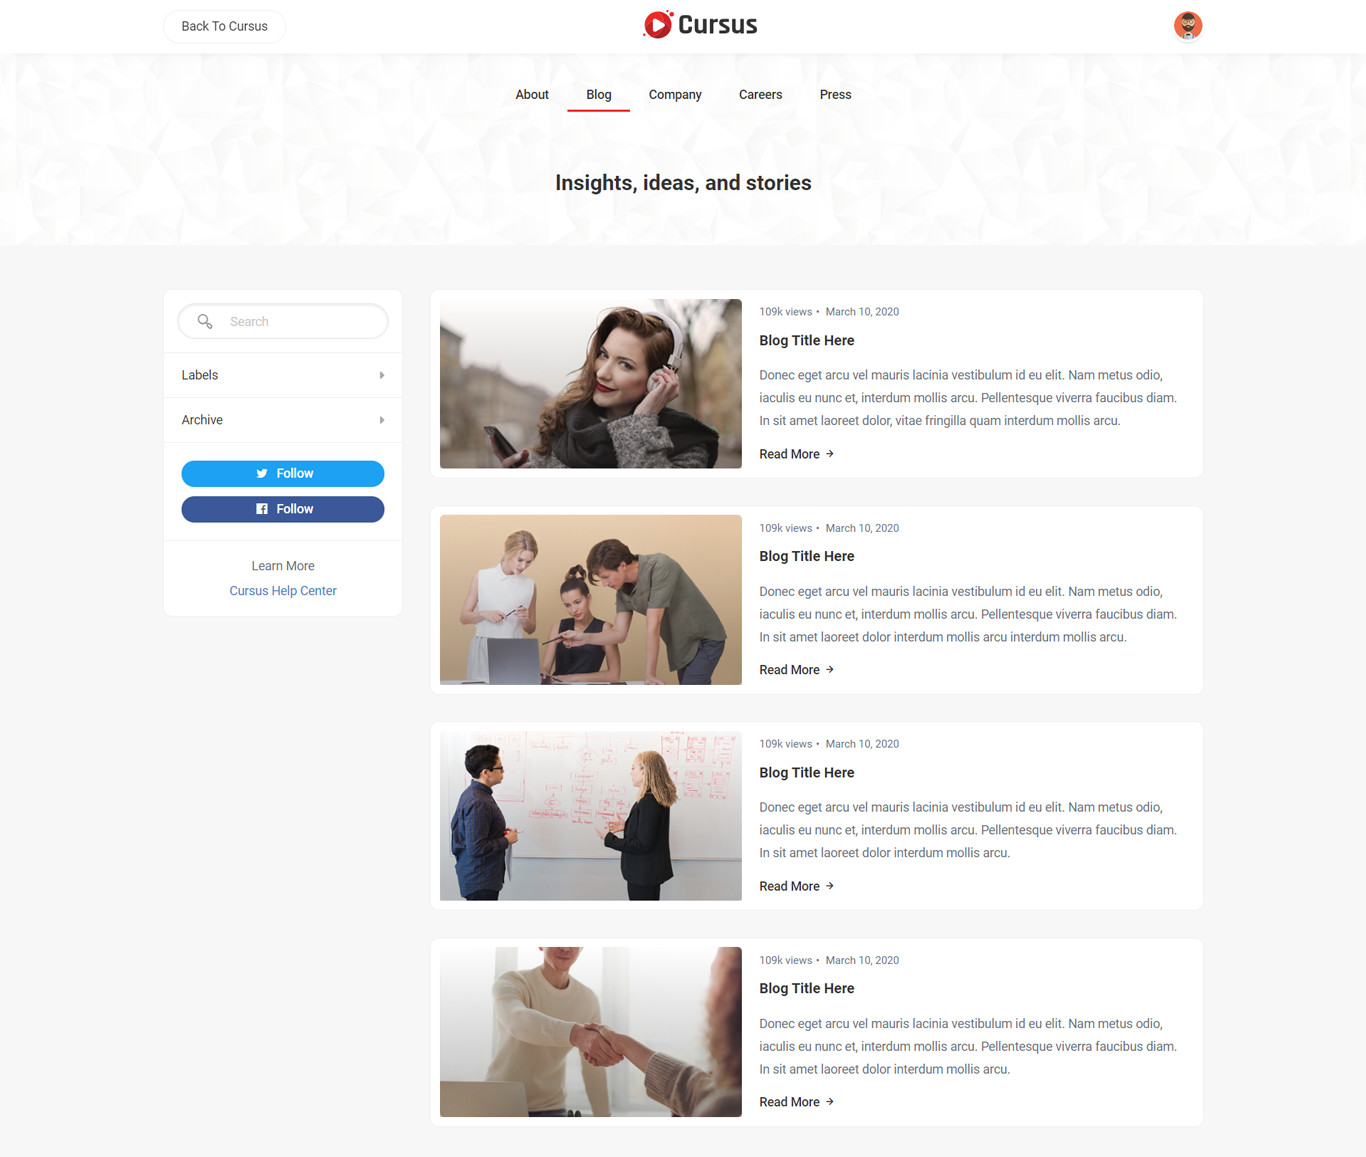 Back To Cursus
Cursus
About Blog Company Careers Press
Insights, ideas, and stories
Search
Labels
Archive
Follow
Follow
Learn More
Cursus Help Center
109k views • March 10, 2020
Blog Title Here
Donec eget arcu vel mauris lacinia vestibulum id eu elit. Nam metus odio,
iaculis eu nunc et, interdum mollis arcu. Pellentesque viverra faucibus diam.
In sit amet laoreet dolor, vitae fringilla quam interdum mollis arcu.
Read More →
109k views • March 10, 2020
Blog Title Here
Donec eget arcu vel mauris lacinia vestibulum id eu elit. Nam metus odio,
iaculis eu nunc et, interdum mollis arcu. Pellentesque viverra faucibus diam.
In sit amet laoreet dolor interdum mollis arcu interdum mollis arcu.
Read More →
109k views • March 10, 2020
Blog Title Here
Donec eget arcu vel mauris lacinia vestibulum id eu elit. Nam metus odio,
iaculis eu nunc et, interdum mollis arcu. Pellentesque viverra faucibus diam.
In sit amet laoreet dolor interdum mollis arcu.
Read More →
109k views • March 10, 2020
Blog Title Here
Donec eget arcu vel mauris lacinia vestibulum id eu elit. Nam metus odio,
iaculis eu nunc et, interdum mollis arcu. Pellentesque viverra faucibus diam.
In sit amet laoreet dolor interdum mollis arcu.
Read More →